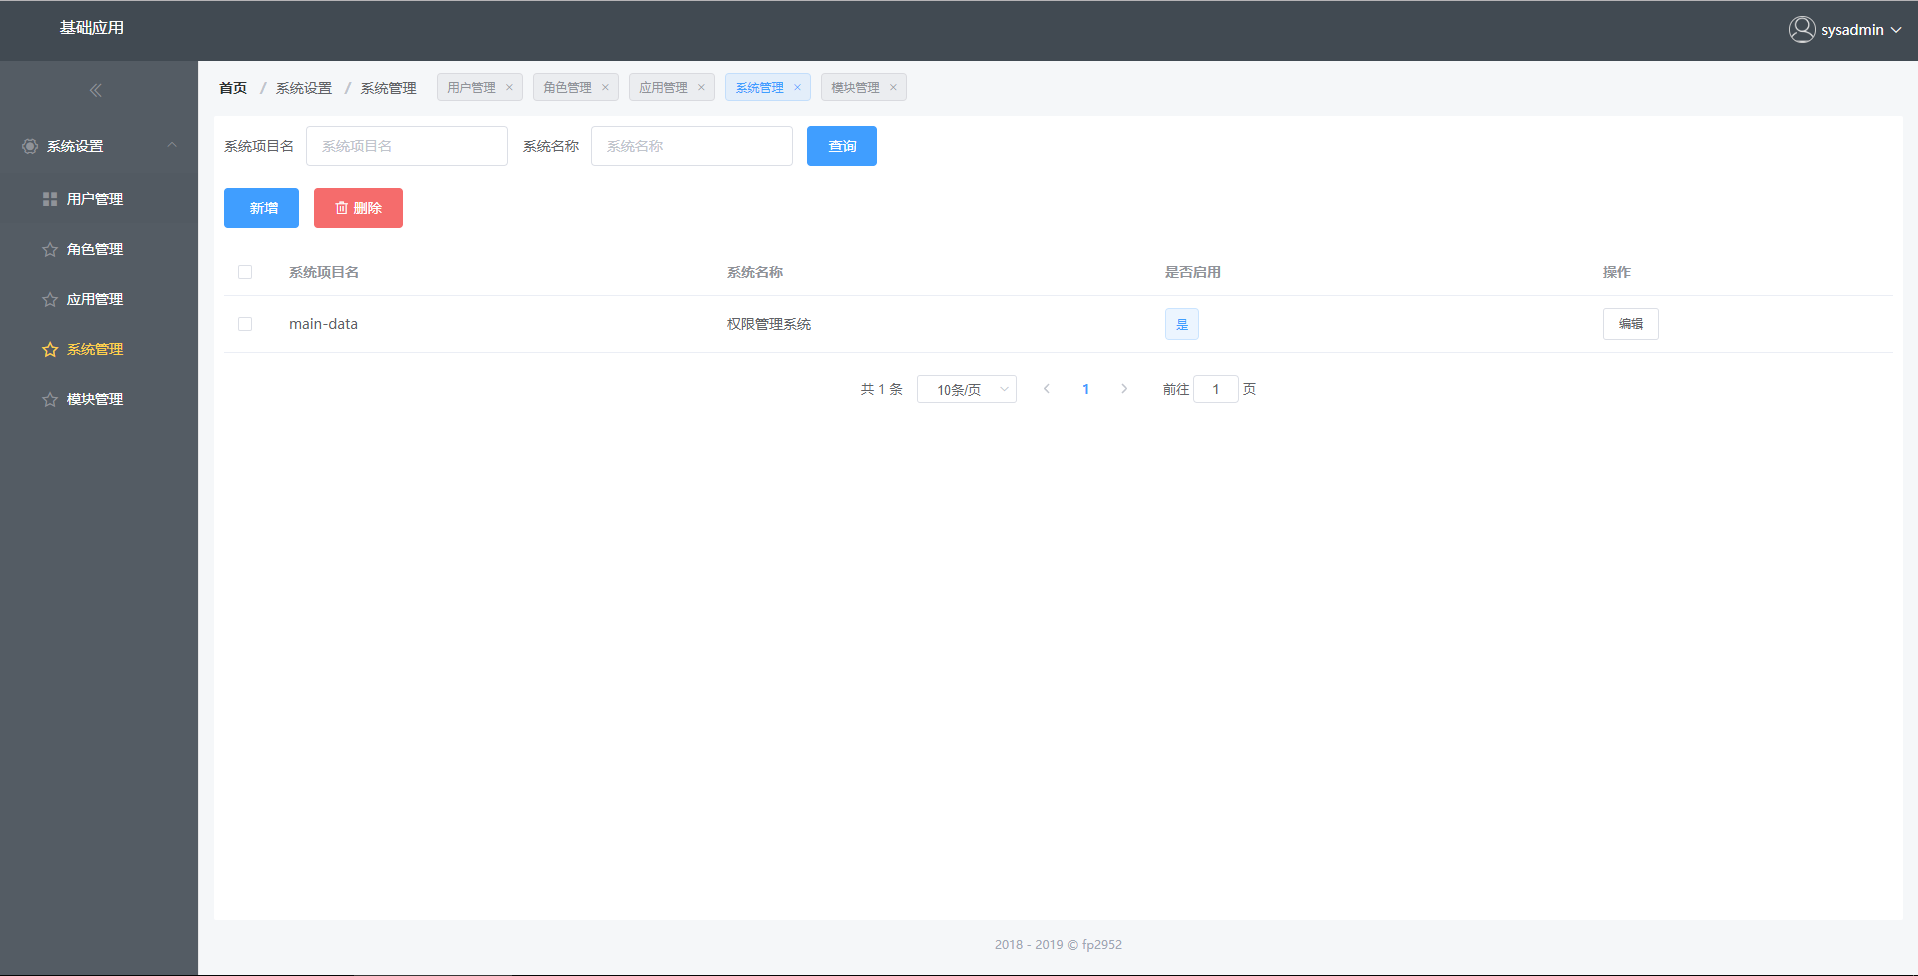 基础应用
sysadmin
首页 / 系统设置 / 系统管理 用户管理 × 角色管理 × 应用管理 × 系统管理 × 模块管理 ×
系统设置
用户管理
角色管理
应用管理
系统管理
模块管理
系统项目名 系统项目名 系统名称 系统名称 查询
新增 删除
系统项目名 系统名称 是否启用 操作
main-data 权限管理系统 是 编辑
共 1 条 10条/页 1 前往 1 页
2018 - 2019 © fp2952